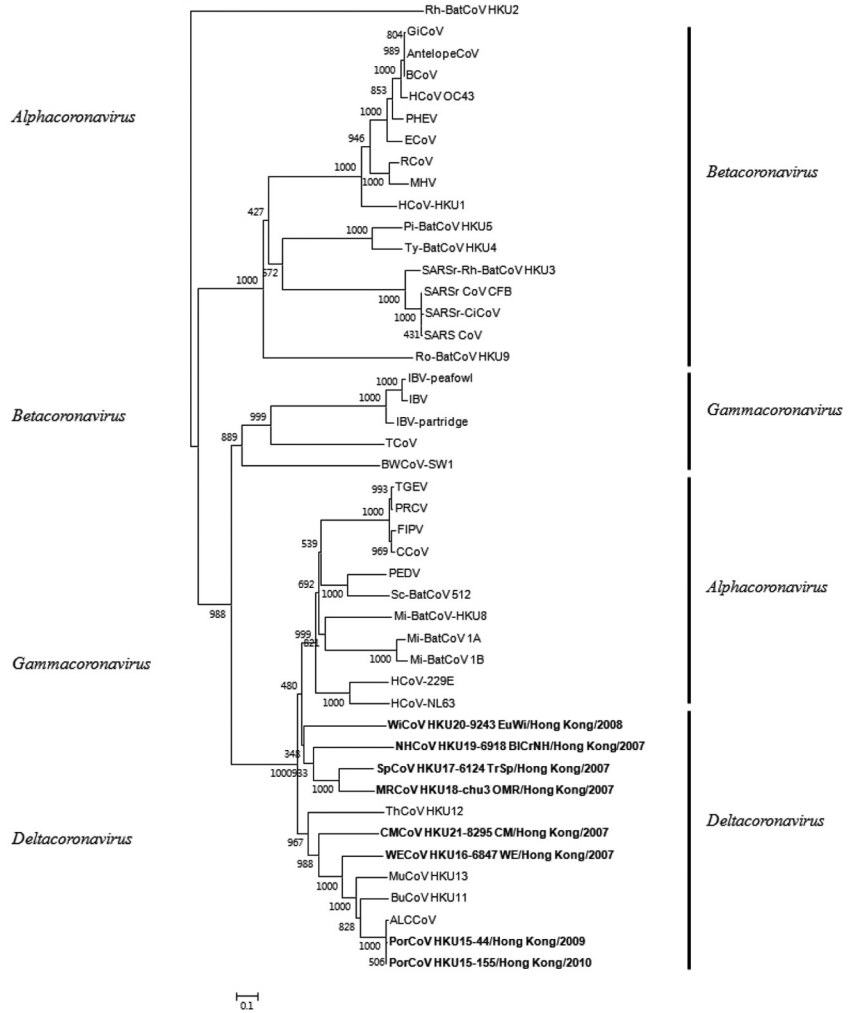 Rh-BatCoV HKU2
GiCoV
804
989
AntelopeCoV
1000
BCoV
853
HCoV OC43
1000
PHEV
946
ECoV
1000
RCoV
1000
MHV
HCoV-HKU1
427
Pi-BatCoV HKU5
1000
Ty-BatCoV HKU4
572
SARSr-Rh-BatCoV HKU3
1000
1000
SARSr CoV CFB
1000
SARSr-CiCoV
431
SARS CoV
Ro-BatCoV HKU9
IBV-peafowl
1000
1000
IBV
999
IBV-partridge
889
TCoV
BWCoV-SW1
TGEV
993
PRCV
1000
FIPV
539
969
CCoV
PEDV
692
1000
Sc-BatCoV 512
988
Mi-BatCoV-HKU8
999
821
Mi-BatCoV 1A
1000
Mi-BatCoV 1B
HCoV-229E
480
1000
HCoV-NL63
WiCoV HKU20-9243 EuWi/Hong Kong/2008
348
NHCoV HKU19-6918 BlCrNH/Hong Kong/2007
1000
933
SpCoV HKU17-6124 TrSp/Hong Kong/2007
1000
MRCoV HKU18-chu3 OMR/Hong Kong/2007
ThCoV HKU12
967
CMCoV HKU21-8295 CM/Hong Kong/2007
988
WECoV HKU16-6847 WE/Hong Kong/2007
1000
MuCoV HKU13
1000
BuCoV HKU11
828
ALCCoV
1000
PorCoV HKU15-44/Hong Kong/2009
506
PorCoV HKU15-155/Hong Kong/2010
0.1
Alphacoronavirus
Betacoronavirus
Gammacoronavirus
Deltacoronavirus
Betacoronavirus
Gammacoronavirus
Alphacoronavirus
Deltacoronavirus